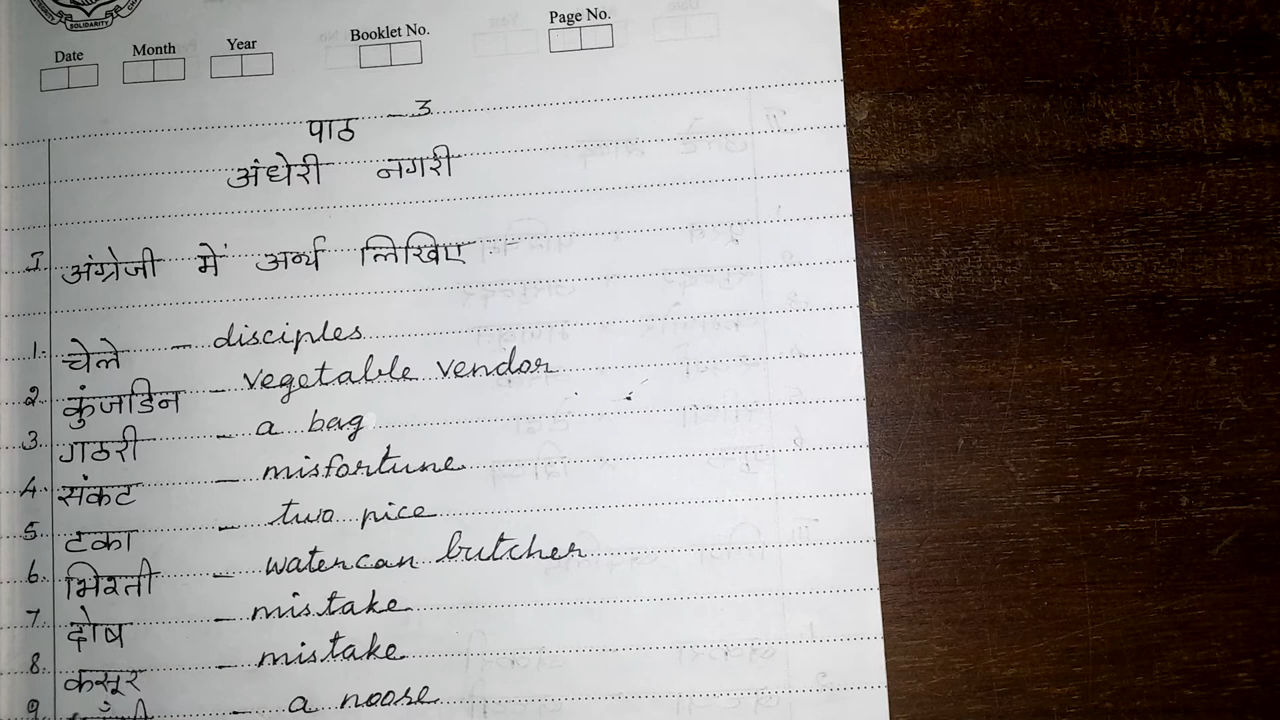 SOLIDARITY
Date Month Year Booklet No. Page No.
पाठ - 3
अंधेरी नगरी
I अंग्रेजी में अर्थ लिखिए
1. चेले - disciples
2. कुंजडिन - vegetable vendor
3. गठरी - a bag
4. संकट - misfortune
5. टका - two pice
6. भिश्ती - watercan butcher
7. दोष - mistake
8. कसूर - mistake
9. - a noose